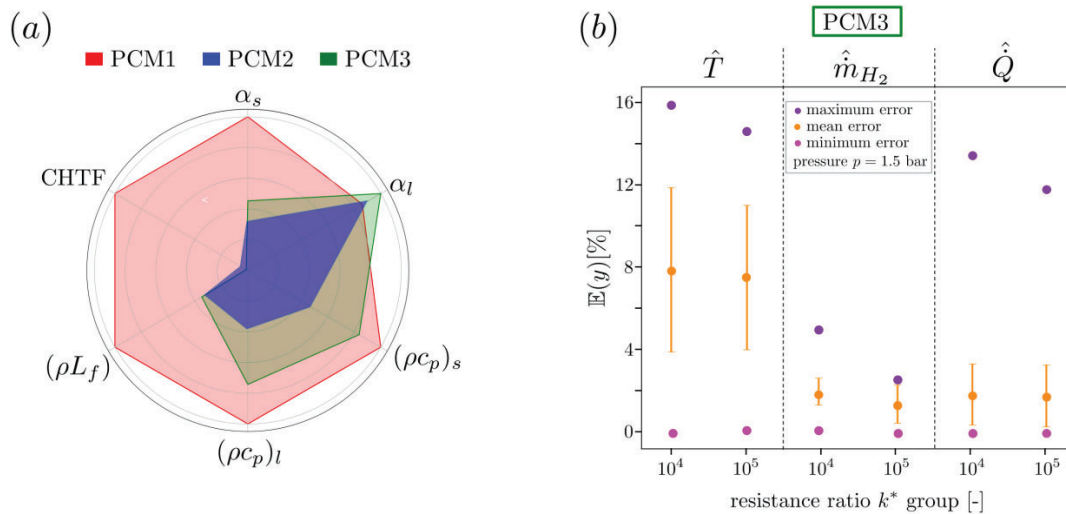 (a)
PCM1 PCM2 PCM3
α_s
CHTF
α_l
(ρL_f)
(ρc_p)_s
(ρc_p)_l
(b)
PCM3
T̂ ṁ̂_{H_2} Q̇̂
maximum error
mean error
minimum error
pressure p = 1.5 bar
𝔼(y)[%]
16
12
8
4
0
10^4 10^5 10^4 10^5 10^4 10^5
resistance ratio k* group [-]